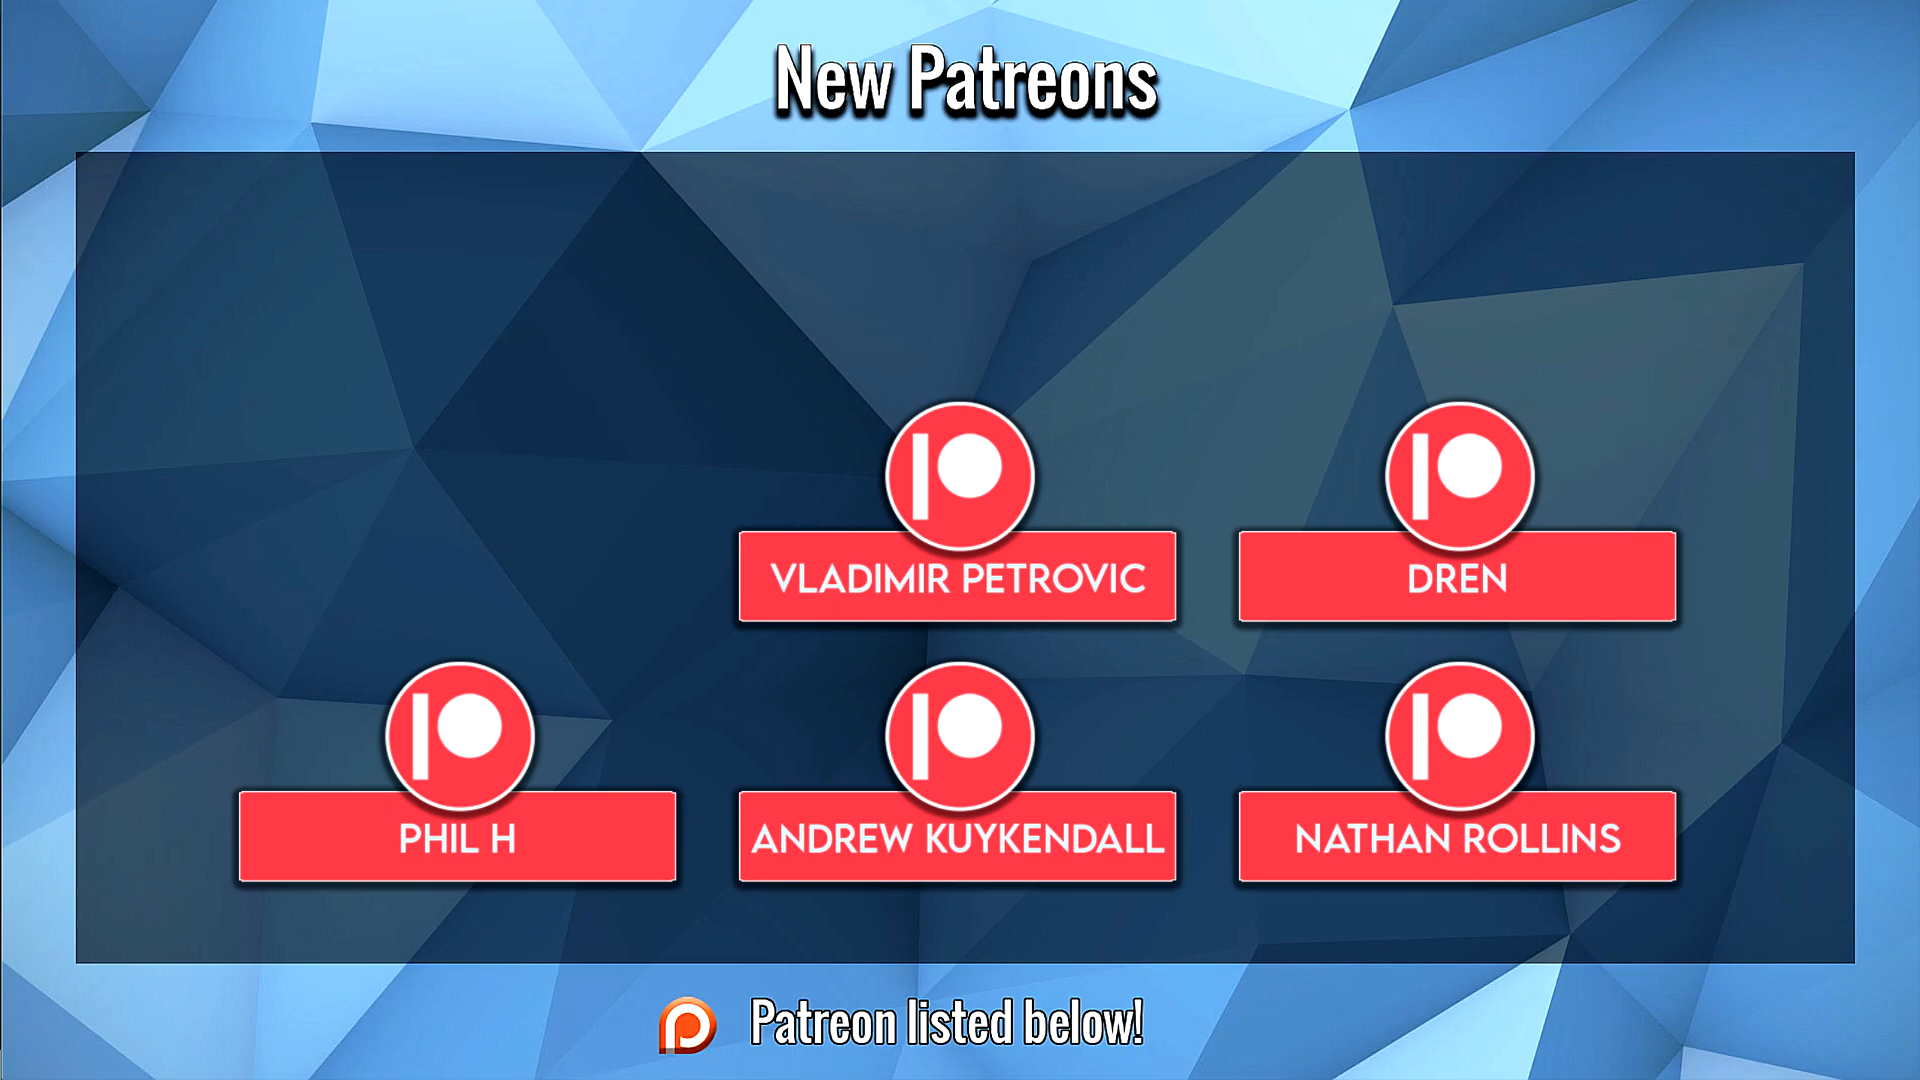 New Patreons
VLADIMIR PETROVIC
DREN
PHIL H
ANDREW KUYKENDALL
NATHAN ROLLINS
Patreon listed below!